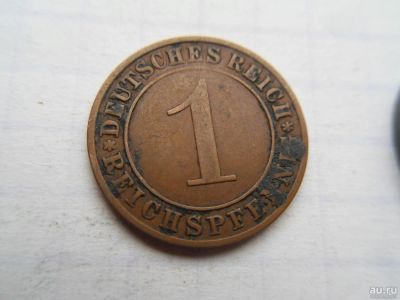 *DEUTSCHES REICH*
REICHSPFENNIG
1
au.ru